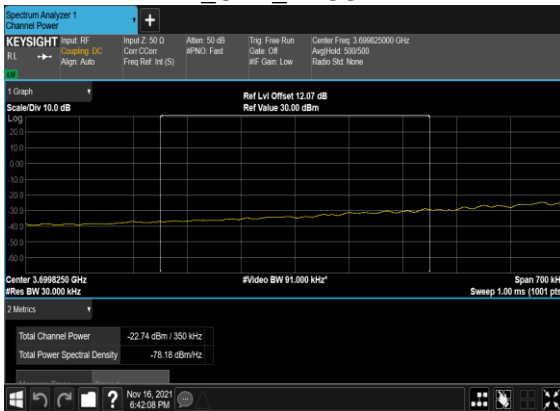 Spectrum Analyzer 1
Channel Power
KEYSIGHT
RL
Input: RF
Coupling: DC
Align: Auto
Input Z: 50 Ω
Corr CCorr
Freq Ref: Int (S)
Atten: 50 dB
#PNO: Fast
Trig: Free Run
Gate: Off
#IF Gain: Low
Center Freq: 3.699825000 GHz
Avg|Hold: 500/500
Radio Std: None
1 Graph
Scale/Div 10.0 dB
Ref Lvl Offset 12.07 dB
Ref Value 30.00 dBm
Log
20.0
10.0
0.00
-10.0
-20.0
-30.0
-40.0
-50.0
-60.0
Center 3.6998250 GHz
#Res BW 30.000 kHz
#Video BW 91.000 kHz*
Span 700 kH
Sweep 1.00 ms (1001 pts
2 Metrics
Total Channel Power -22.74 dBm / 350 kHz
Total Power Spectral Density -78.18 dBm/Hz
?
Nov 16, 2021
6:42:08 PM